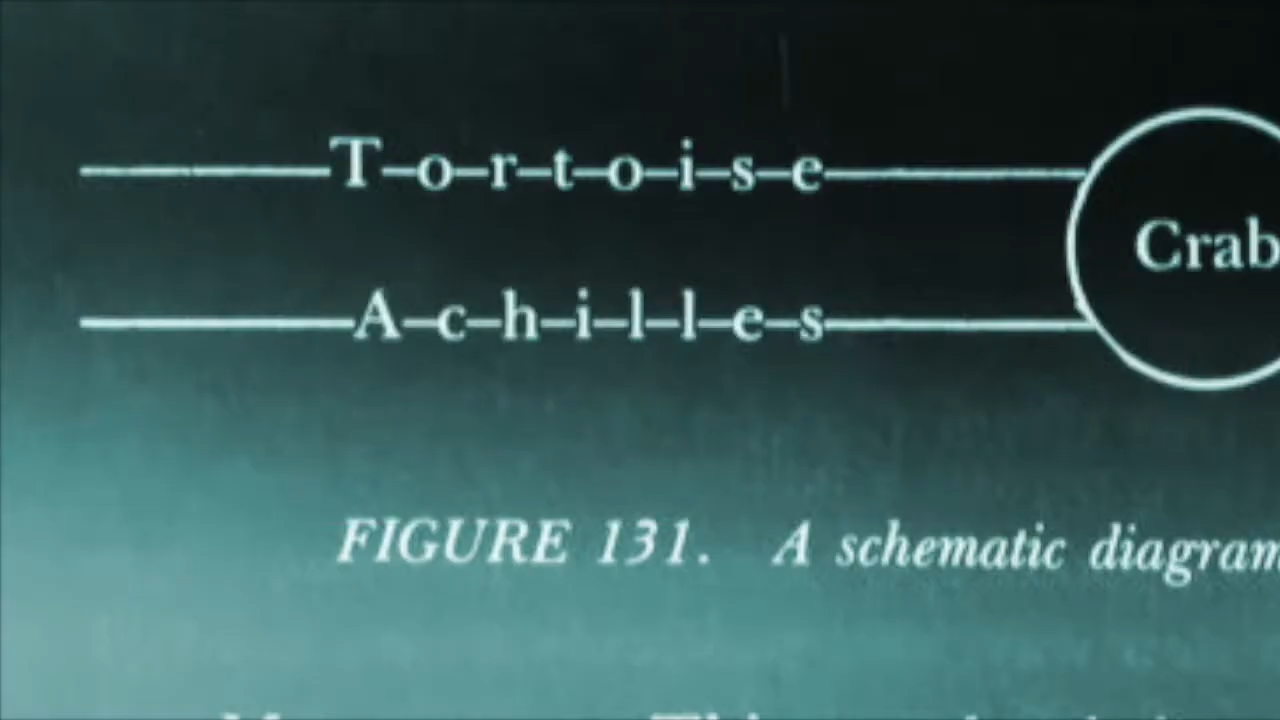 T-o-r-t-o-i-s-e
Crab
A-c-h-i-l-l-e-s
FIGURE 131. A schematic diagram